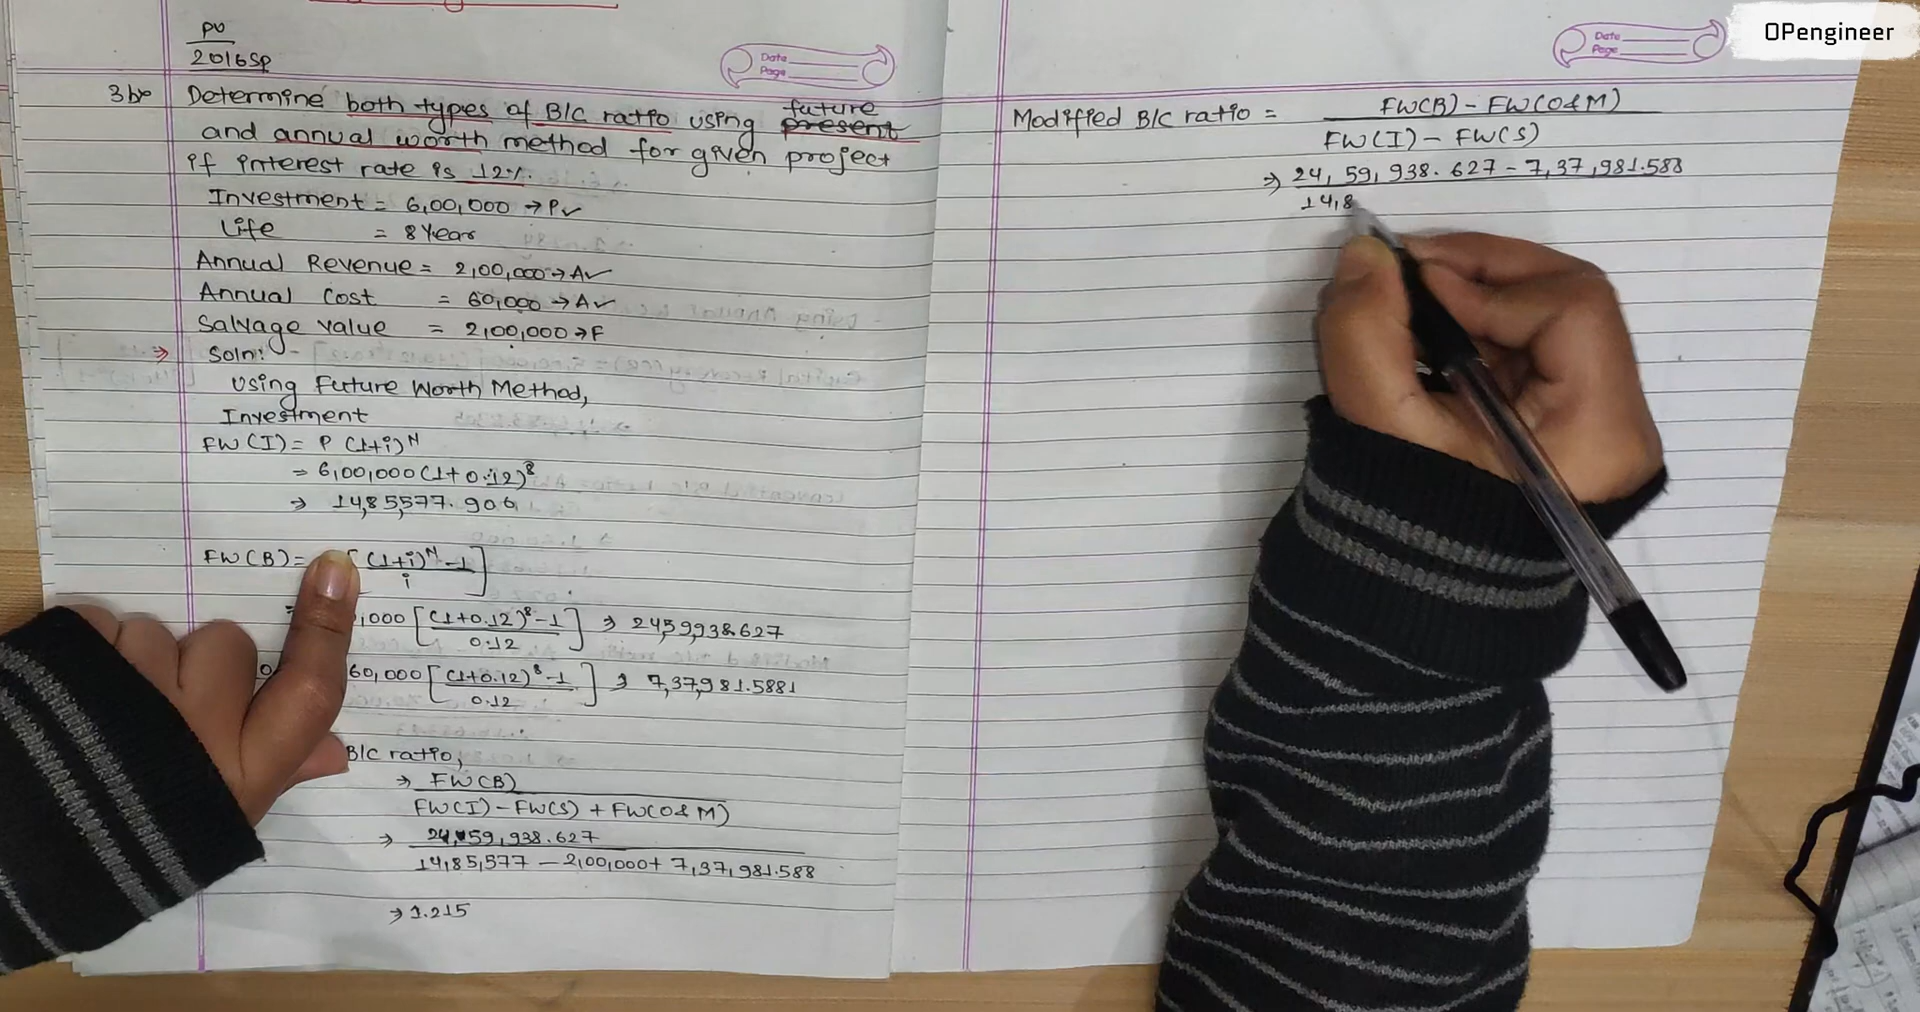 OPengineer
PU
2016sp
Date
Page
3b) Determine both types of B/C ratio using future present
and annual worth method for given project
if interest rate is 12%.
Investment = 6,00,000 → P✓
Life = 8 Year
Annual Revenue = 2,00,000 → A✓
Annual Cost = 60,000 → A✓
Salvage value = 2,00,000 → F
⇒ Soln: -
Using Future Worth Method,
Investment
FW(I) = P (1+i)^N
= 6,00,000 (1+0.12)^8
⇒ 14,85,577.906
FW(B) = [(1+i)^N - 1 / i]
,000 [(1+0.12)^8 - 1 / 0.12] ⇒ 24,59,938.627
60,000 [(1+0.12)^8 - 1 / 0.12] ⇒ 7,37,981.5881
B/C ratio,
⇒ FW(B)
FW(I) - FW(S) + FW(O&M)
⇒ 24,59,938.627
14,85,577 - 2,00,000 + 7,37,981.588
⇒ 1.215
Date
Page
Modified B/C ratio = FW(B) - FW(O&M)
FW(I) - FW(S)
⇒ 24,59,938.627 - 7,37,981.588
14,8